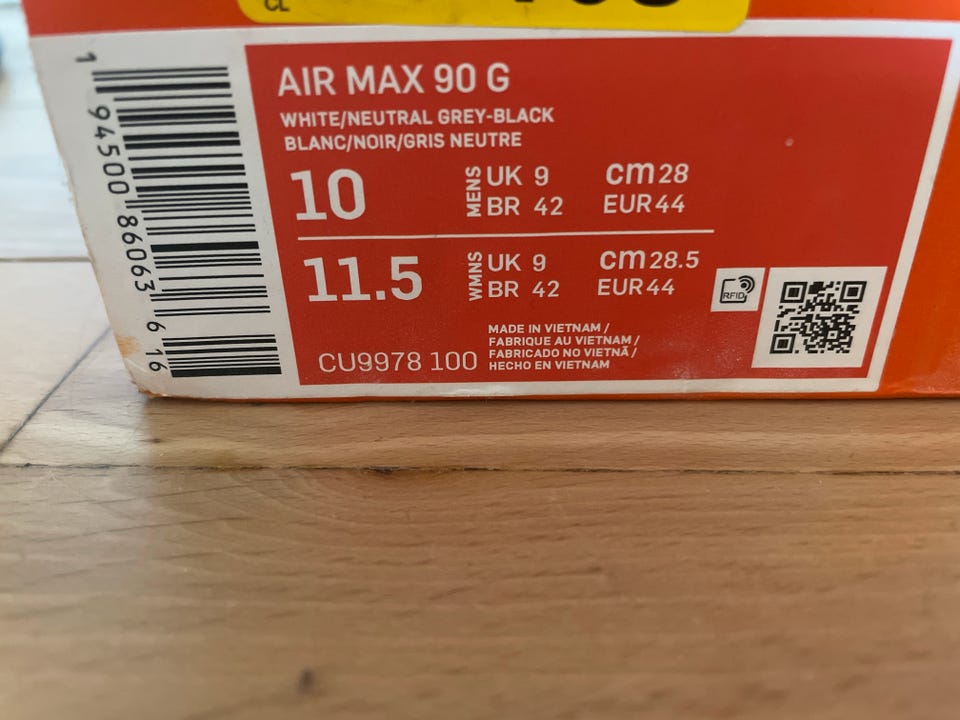 CL
AIR MAX 90 G
WHITE/NEUTRAL GREY-BLACK
BLANC/NOIR/GRIS NEUTRE
10 MENS UK 9 cm 28
BR 42 EUR 44
11.5 WMNS UK 9 cm 28.5
BR 42 EUR 44
RFID
CU9978 100
MADE IN VIETNAM /
FABRIQUE AU VIETNAM /
FABRICADO NO VIETNÃ /
HECHO EN VIETNAM
1 94500 86063 6 16